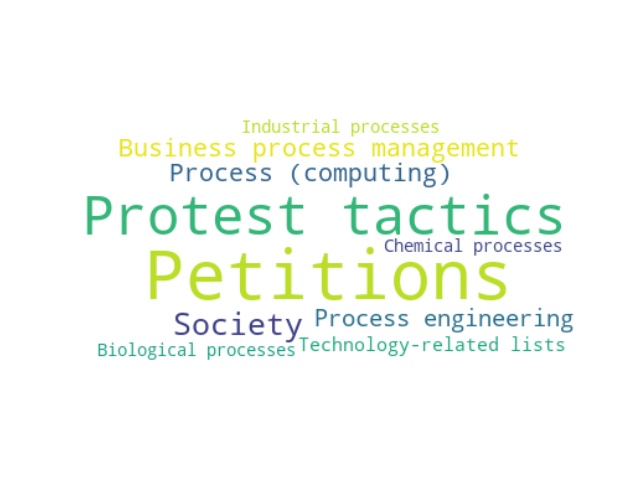 Industrial processes
Business process management
Process (computing)
Protest tactics
Chemical processes
Petitions
Society
Process engineering
Biological processes
Technology-related lists